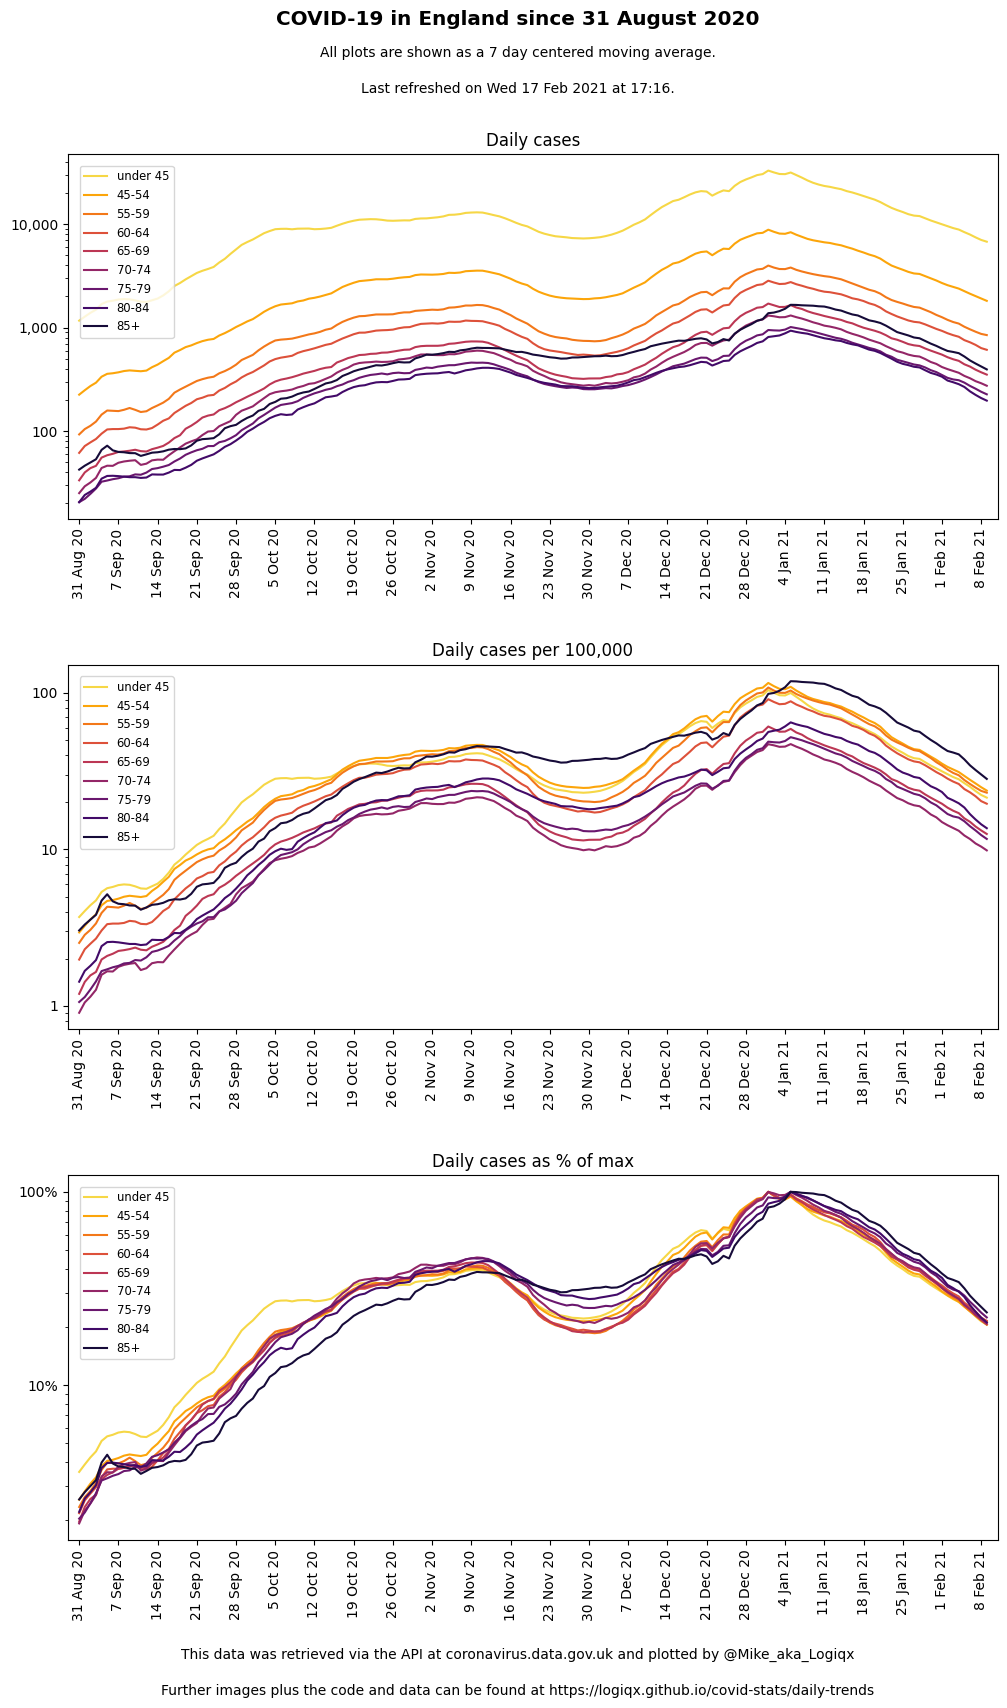 COVID-19 in England since 31 August 2020
All plots are shown as a 7 day centered moving average.
Last refreshed on Wed 17 Feb 2021 at 17:16.
Daily cases
under 45
45-54
55-59
60-64
65-69
70-74
75-79
80-84
85+
10,000
1,000
100
31 Aug 20
7 Sep 20
14 Sep 20
21 Sep 20
28 Sep 20
5 Oct 20
12 Oct 20
19 Oct 20
26 Oct 20
2 Nov 20
9 Nov 20
16 Nov 20
23 Nov 20
30 Nov 20
7 Dec 20
14 Dec 20
21 Dec 20
28 Dec 20
4 Jan 21
11 Jan 21
18 Jan 21
25 Jan 21
1 Feb 21
8 Feb 21
Daily cases per 100,000
under 45
45-54
55-59
60-64
65-69
70-74
75-79
80-84
85+
100
10
1
31 Aug 20
7 Sep 20
14 Sep 20
21 Sep 20
28 Sep 20
5 Oct 20
12 Oct 20
19 Oct 20
26 Oct 20
2 Nov 20
9 Nov 20
16 Nov 20
23 Nov 20
30 Nov 20
7 Dec 20
14 Dec 20
21 Dec 20
28 Dec 20
4 Jan 21
11 Jan 21
18 Jan 21
25 Jan 21
1 Feb 21
8 Feb 21
Daily cases as % of max
under 45
45-54
55-59
60-64
65-69
70-74
75-79
80-84
85+
100%
10%
31 Aug 20
7 Sep 20
14 Sep 20
21 Sep 20
28 Sep 20
5 Oct 20
12 Oct 20
19 Oct 20
26 Oct 20
2 Nov 20
9 Nov 20
16 Nov 20
23 Nov 20
30 Nov 20
7 Dec 20
14 Dec 20
21 Dec 20
28 Dec 20
4 Jan 21
11 Jan 21
18 Jan 21
25 Jan 21
1 Feb 21
8 Feb 21
This data was retrieved via the API at coronavirus.data.gov.uk and plotted by @Mike_aka_Logiqx
Further images plus the code and data can be found at https://logiqx.github.io/covid-stats/daily-trends